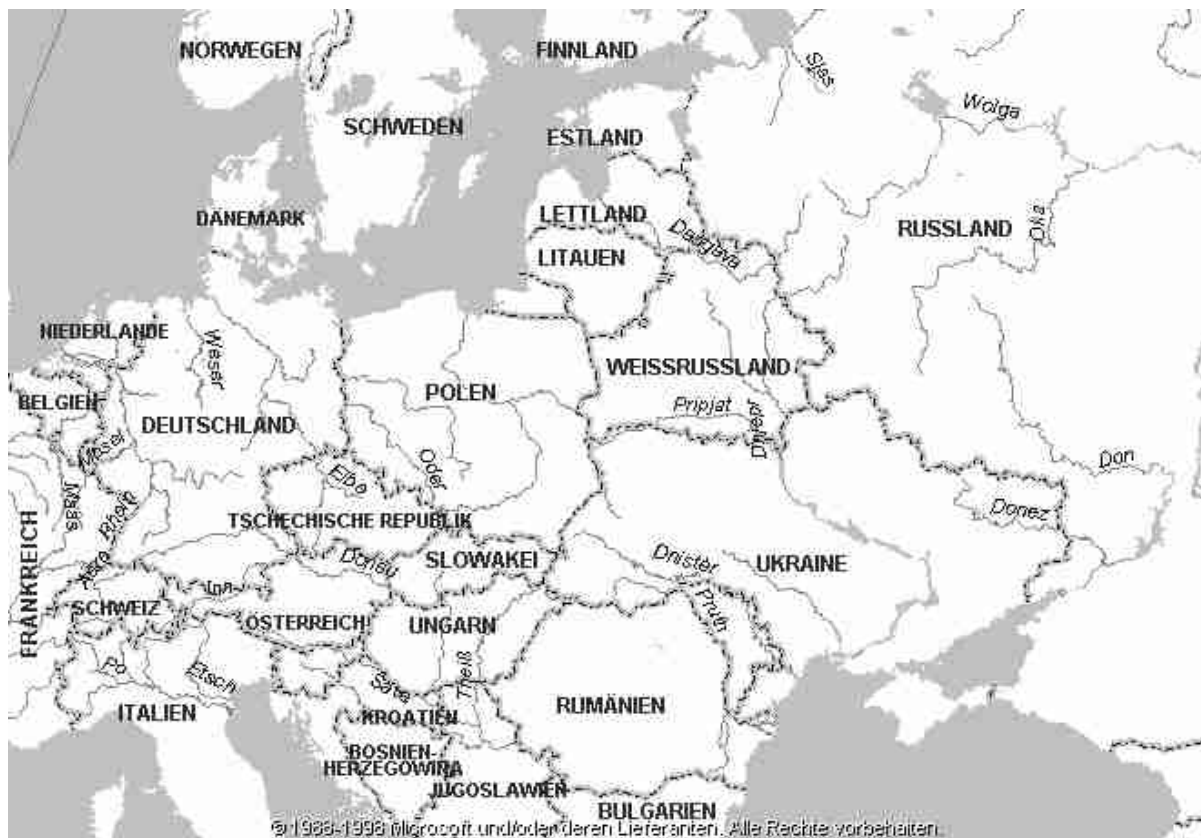 NORWEGEN
FINNLAND
Sjas
Wolga
SCHWEDEN
ESTLAND
DÄNEMARK
LETTLAND
Daugava
RUSSLAND
Oka
LITAUEN
NIEDERLANDE
Weser
WEISSRUSSLAND
BELGIEN
POLEN
DEUTSCHLAND
Pripjat
Dnjepr
Mosel
Oder
Don
Elbe
Maas
Rhein
Donez
TSCHECHISCHE REPUBLIK
FRANKREICH
Donau
SLOWAKEI
Dnister
UKRAINE
Aare
Inn
SCHWEIZ
ÖSTERREICH
UNGARN
Pruth
Po
Etsch
Save
Theiß
ITALIEN
KROATIEN
RUMÄNIEN
BOSNIEN-
HERZEGOWINA
JUGOSLAWIEN
BULGARIEN
© 1988-1998 Microsoft und/oder deren Lieferanten. Alle Rechte vorbehalten.